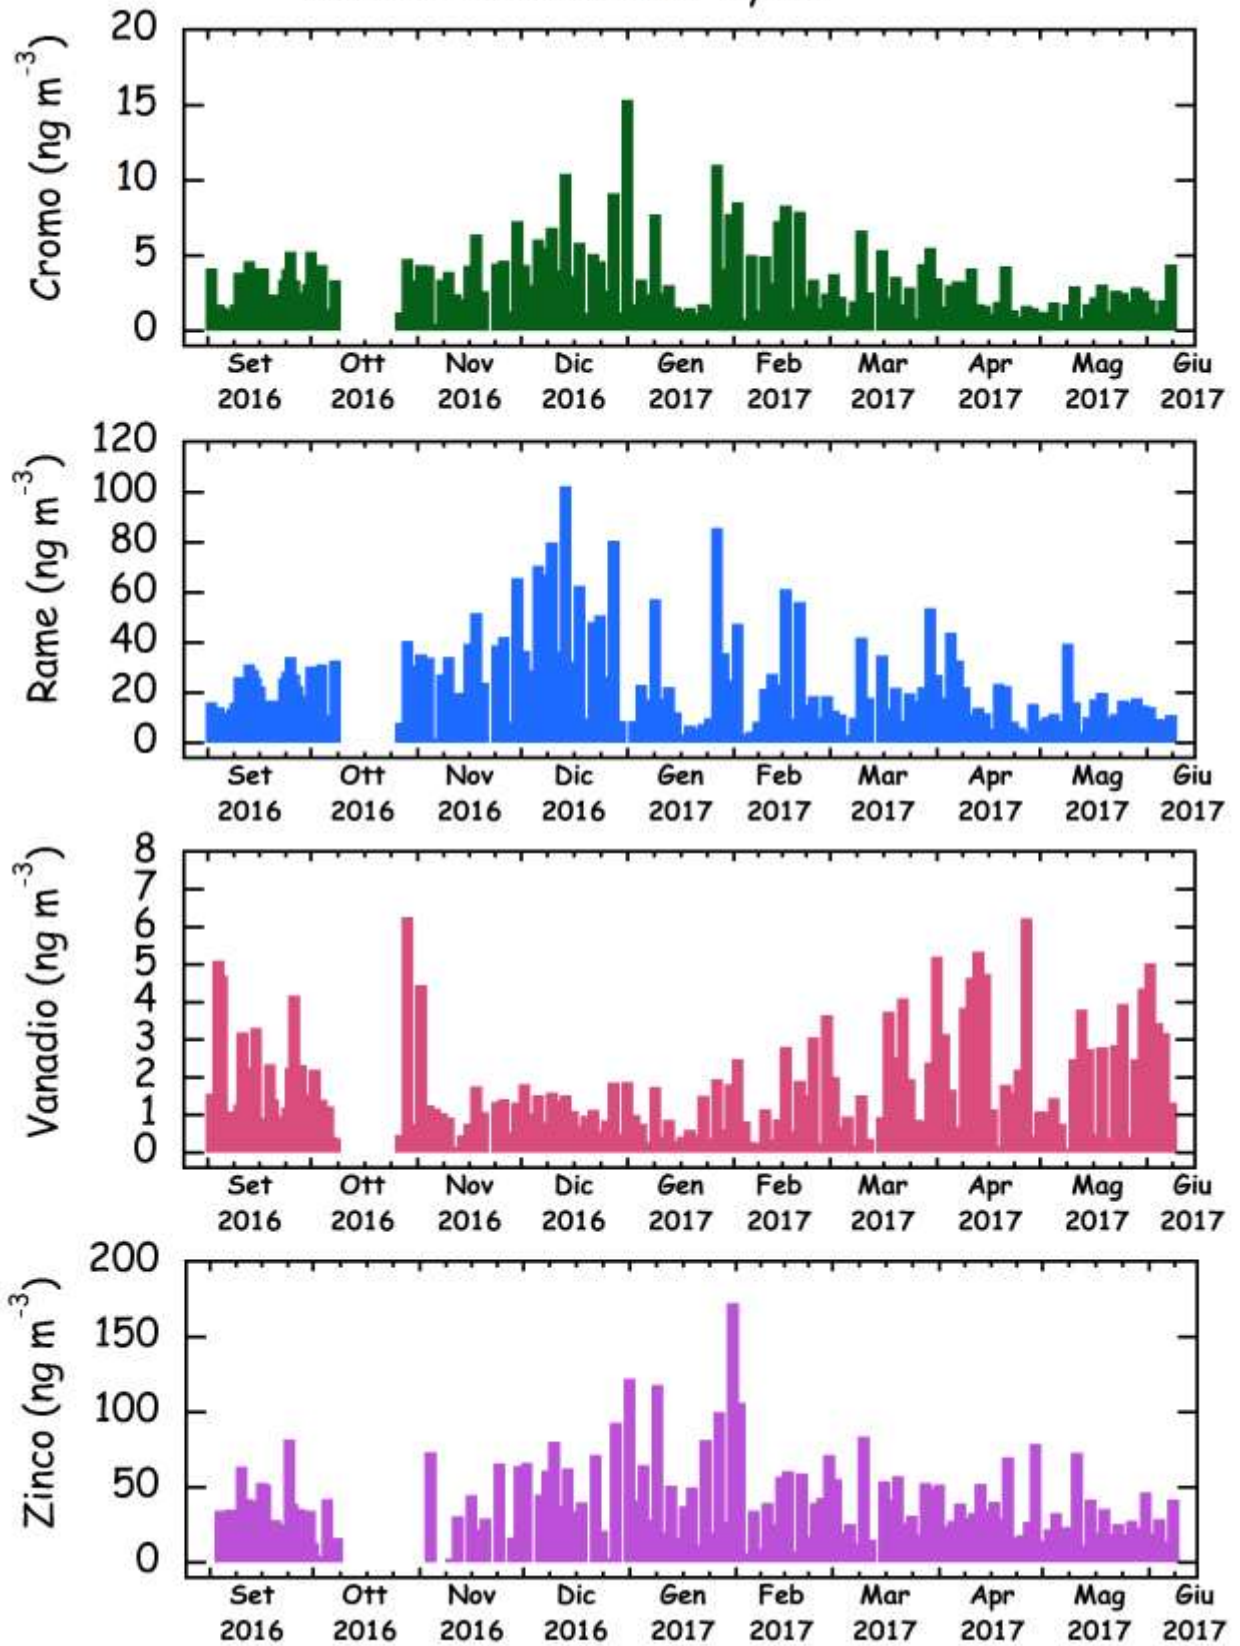 20
15
10
5
0
Cromo (ng m⁻³)
Set Ott Nov Dic Gen Feb Mar Apr Mag Giu
2016 2016 2016 2016 2017 2017 2017 2017 2017 2017
120
100
80
60
40
20
0
Rame (ng m⁻³)
Set Ott Nov Dic Gen Feb Mar Apr Mag Giu
2016 2016 2016 2016 2017 2017 2017 2017 2017 2017
8
7
6
5
4
3
2
1
0
Vanadio (ng m⁻³)
Set Ott Nov Dic Gen Feb Mar Apr Mag Giu
2016 2016 2016 2016 2017 2017 2017 2017 2017 2017
200
150
100
50
0
Zinco (ng m⁻³)
Set Ott Nov Dic Gen Feb Mar Apr Mag Giu
2016 2016 2016 2016 2017 2017 2017 2017 2017 2017